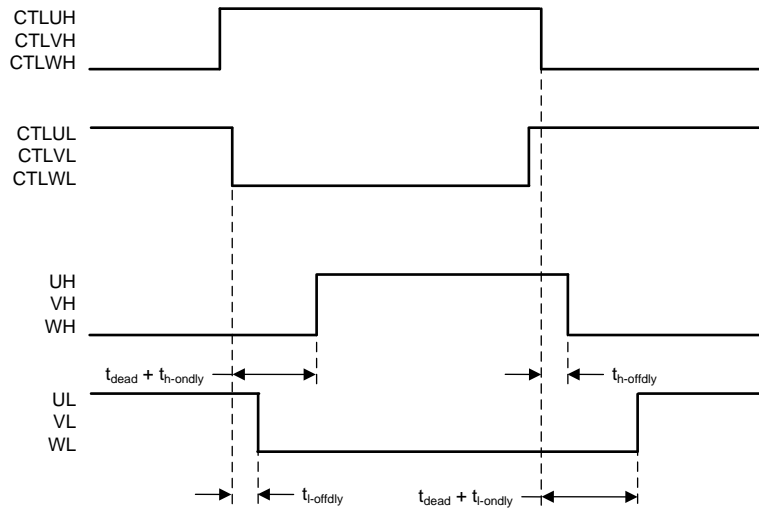 CTLUH
CTLVH
CTLWH
CTLUL
CTLVL
CTLWL
UH
VH
WH
tdead + th-ondly
th-offdly
UL
VL
WL
tl-offdly
tdead + tl-ondly